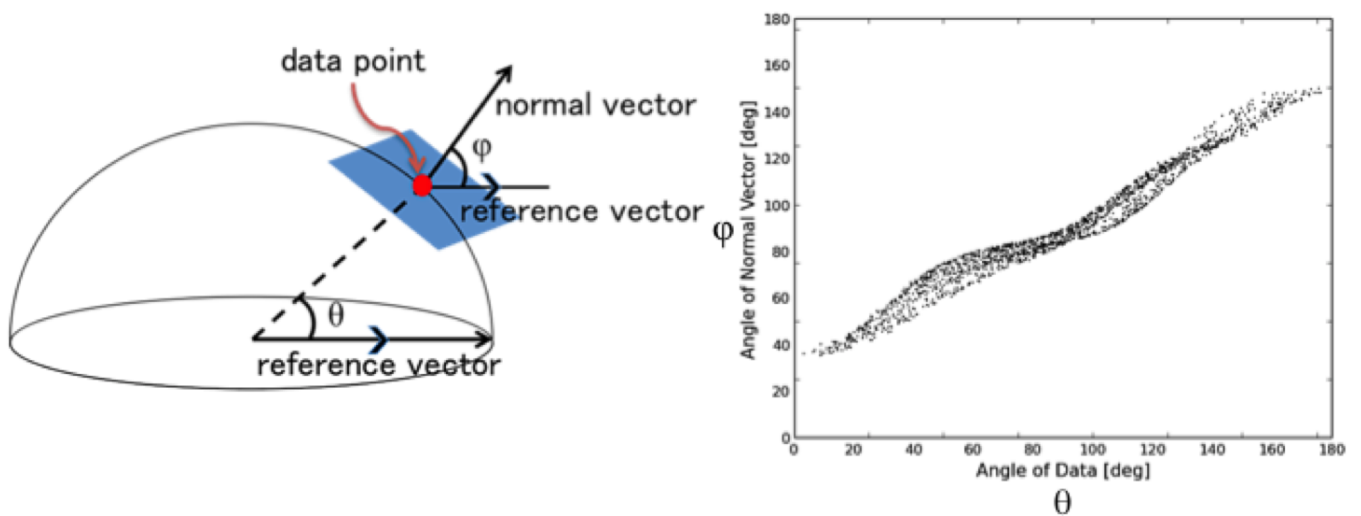 data point
normal vector
φ
reference vector
θ
reference vector
180
160
140
120
100
80
60
40
20
0
φ
Angle of Normal Vector [deg]
0 20 40 60 80 100 120 140 160 180
Angle of Data [deg]
θ